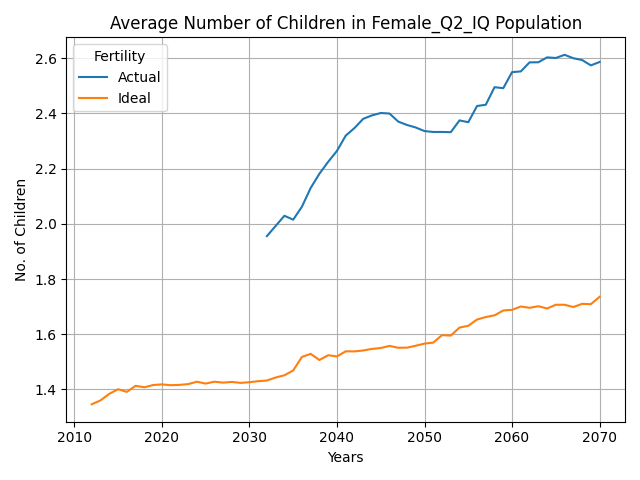 Average Number of Children in Female_Q2_IQ Population
Fertility
Actual
Ideal
No. of Children
2.6
2.4
2.2
2.0
1.8
1.6
1.4
2010
2020
2030
2040
2050
2060
2070
Years